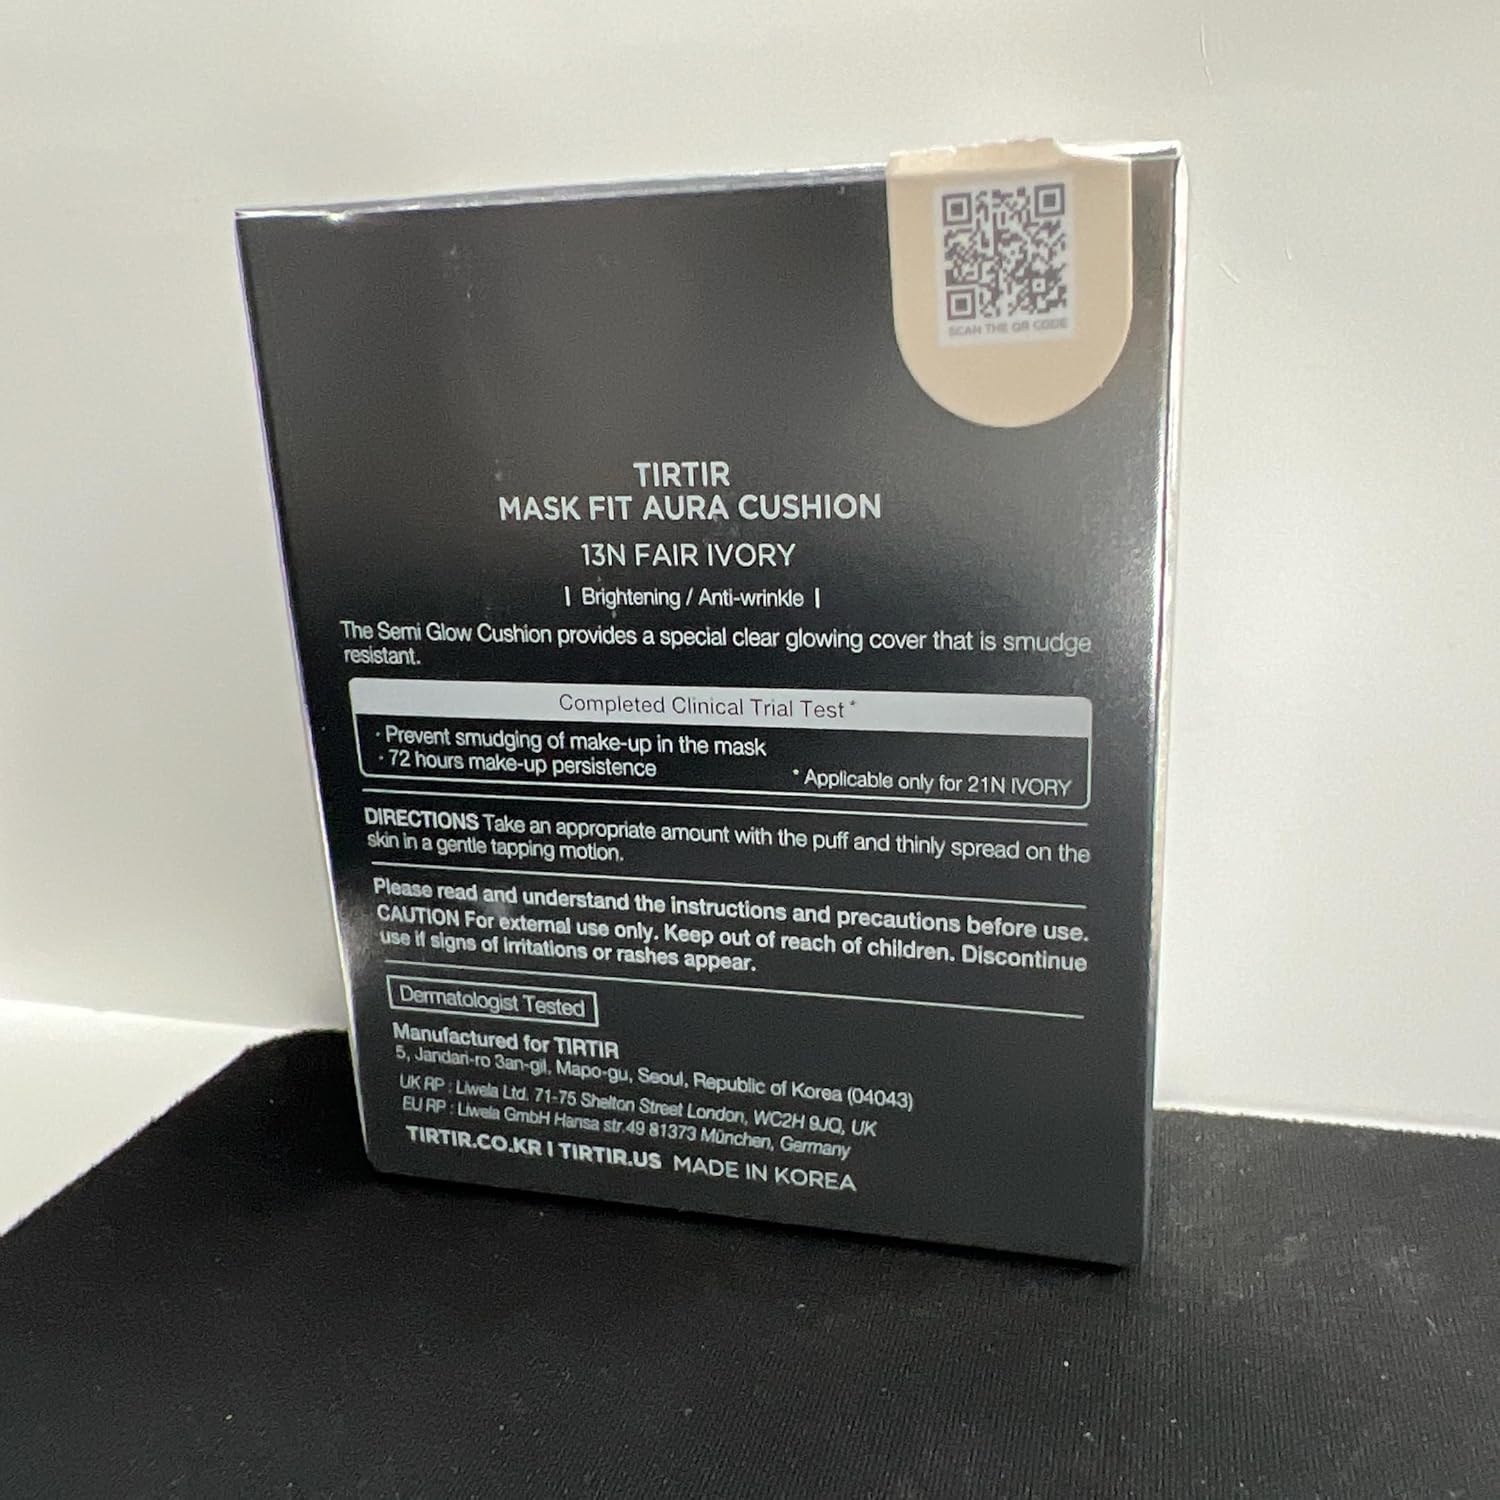 SCAN THE QR CODE
TIRTIR
MASK FIT AURA CUSHION
13N FAIR IVORY
| Brightening / Anti-wrinkle |
The Semi Glow Cushion provides a special clear glowing cover that is smudge
resistant.
Completed Clinical Trial Test*
· Prevent smudging of make-up in the mask
· 72 hours make-up persistence
* Applicable only for 21N IVORY
DIRECTIONS Take an appropriate amount with the puff and thinly spread on the
skin in a gentle tapping motion.
Please read and understand the instructions and precautions before use.
CAUTION For external use only. Keep out of reach of children. Discontinue
use if signs of irritations or rashes appear.
Dermatologist Tested
Manufactured for TIRTIR
5, Jandari-ro 3an-gil, Mapo-gu, Seoul, Republic of Korea (04043)
UK RP : Liwela Ltd. 71-75 Shelton Street London, WC2H 9JQ, UK
EU RP : Liwela GmbH Hansa str.49 81373 München, Germany
TIRTIR.CO.KR | TIRTIR.US MADE IN KOREA